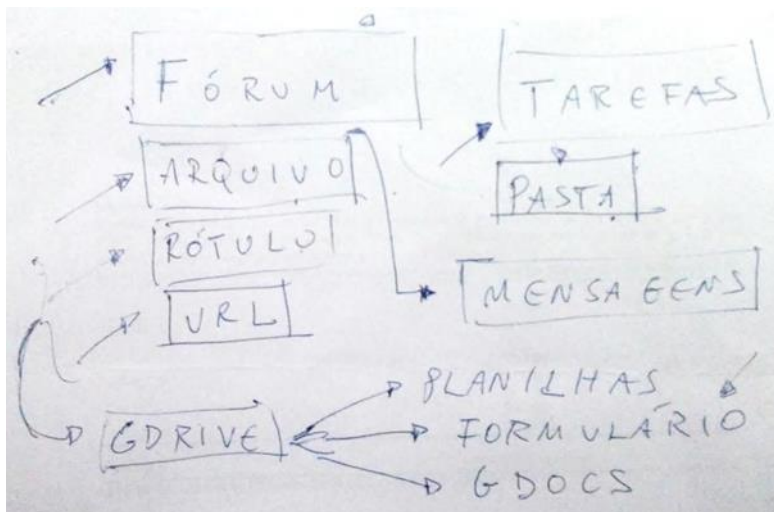 FÓRUM
TAREFAS
ARQUIVO
PASTA
RÓTULO
MENSAGENS
URL
PLANILHAS
GDRIVE
FORMULÁRIO
GDOCS